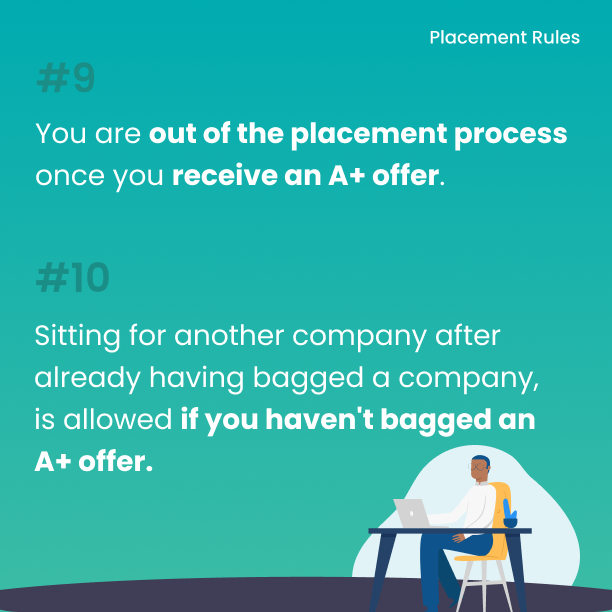 Placement Rules
#9
You are out of the placement process
once you receive an A+ offer.
#10
Sitting for another company after
already having bagged a company,
is allowed if you haven't bagged an
A+ offer.